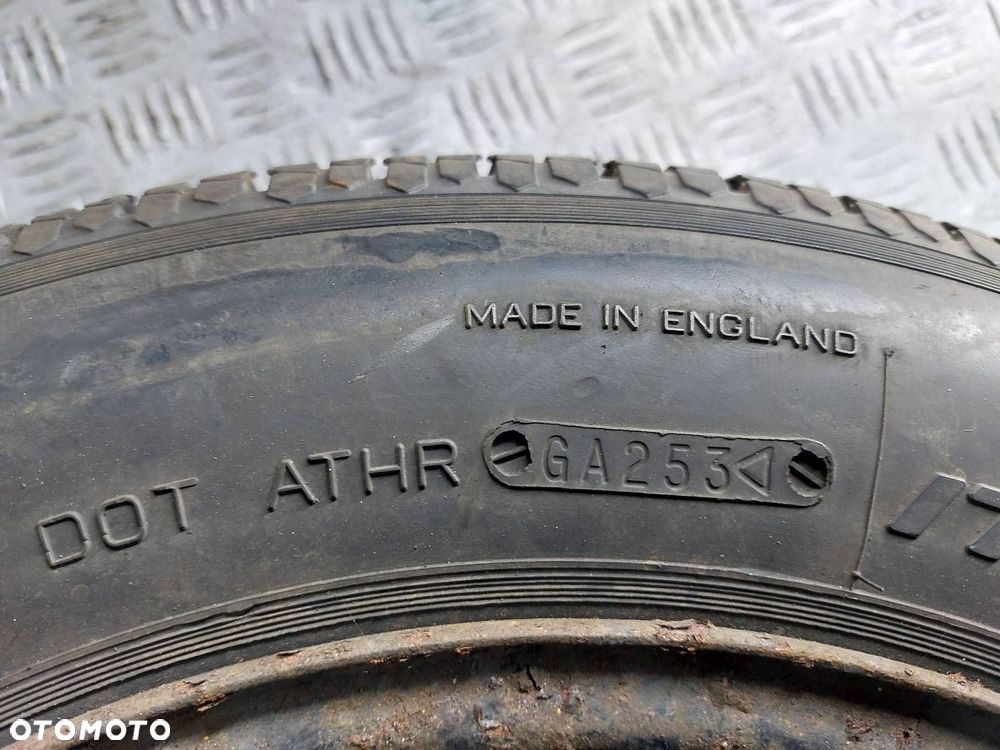 MADE IN ENGLAND
DOT ATHR GA253◁
OTOMOTO